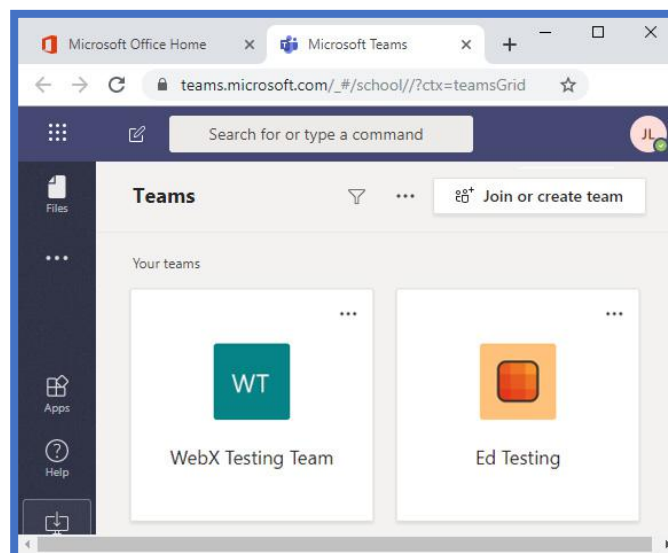 Microsoft Office Home
Microsoft Teams
teams.microsoft.com/_#/school//?ctx=teamsGrid
Search for or type a command
JL
Files
Teams
Join or create team
Your teams
WT
WebX Testing Team
Ed Testing
Apps
Help